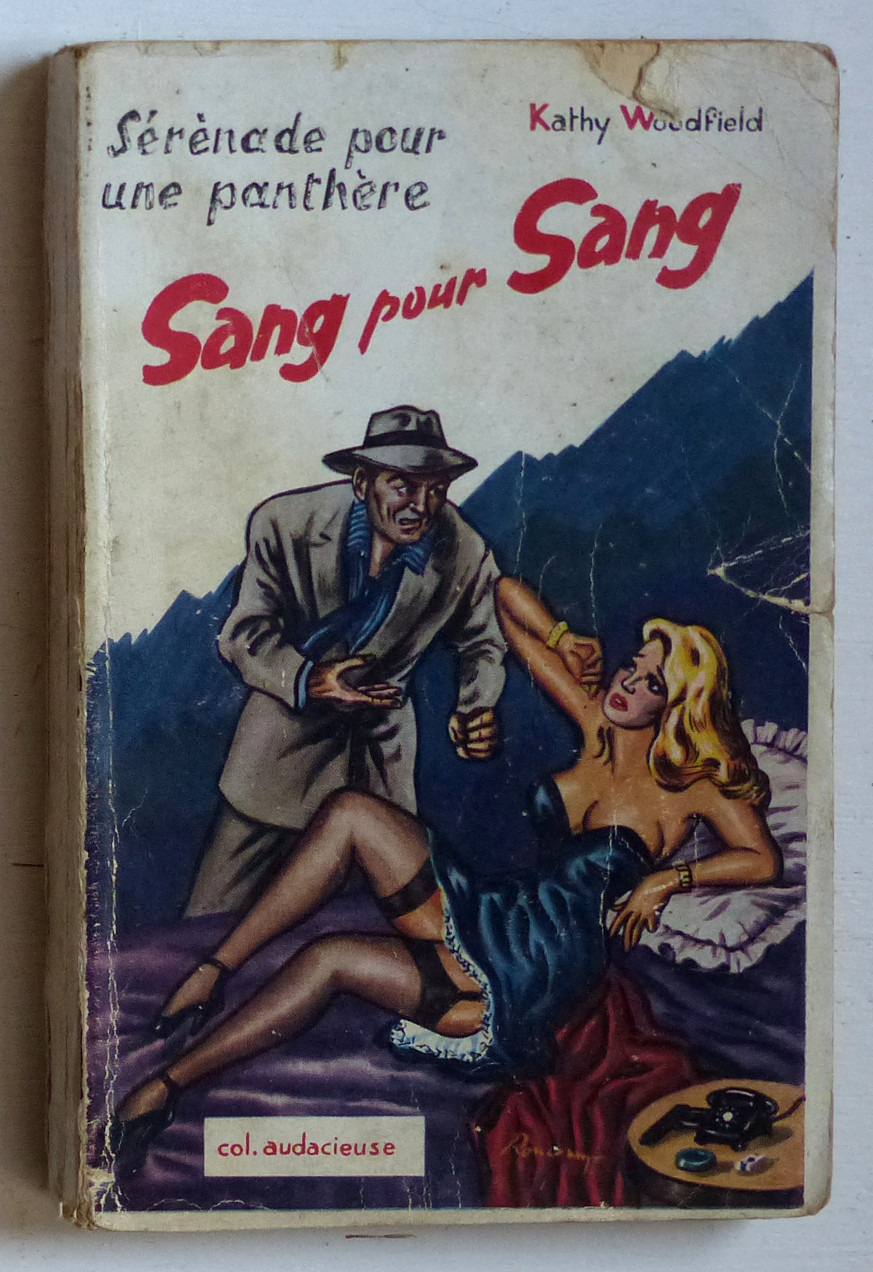 Sérènade pour
une panthère
Kathy Woodfield
Sang pour Sang
col. audacieuse